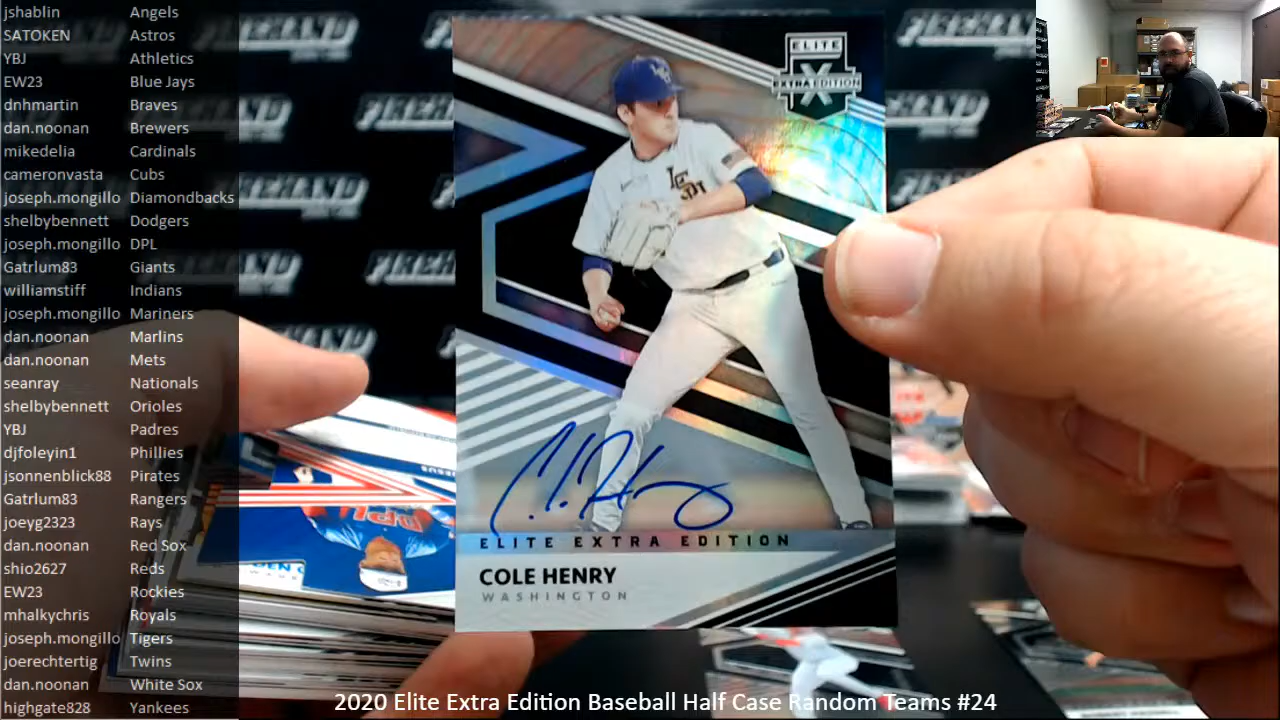 jshablin Angels
SATOKEN Astros
YBJ Athletics
EW23 Blue Jays
dnhmartin Braves
dan.noonan Brewers
mikedelia Cardinals
cameronvasta Cubs
joseph.mongillo Diamondbacks
shelbybennett Dodgers
joseph.mongillo DPL
Gatrlum83 Giants
williamstiff Indians
joseph.mongillo Mariners
dan.noonan Marlins
dan.noonan Mets
seanray Nationals
shelbybennett Orioles
YBJ Padres
djfoleyin1 Phillies
jsonnenblick88 Pirates
Gatrlum83 Rangers
joeyg2323 Rays
dan.noonan Red Sox
shio2627 Reds
EW23 Rockies
mhalkychris Royals
joseph.mongillo Tigers
joerechtertig Twins
dan.noonan White Sox
highgate828 Yankees
ELITE
EXTRA EDITION
X
C. Henry
ELITE EXTRA EDITION
COLE HENRY
WASHINGTON
DPL
2020 Elite Extra Edition Baseball Half Case Random Teams #24